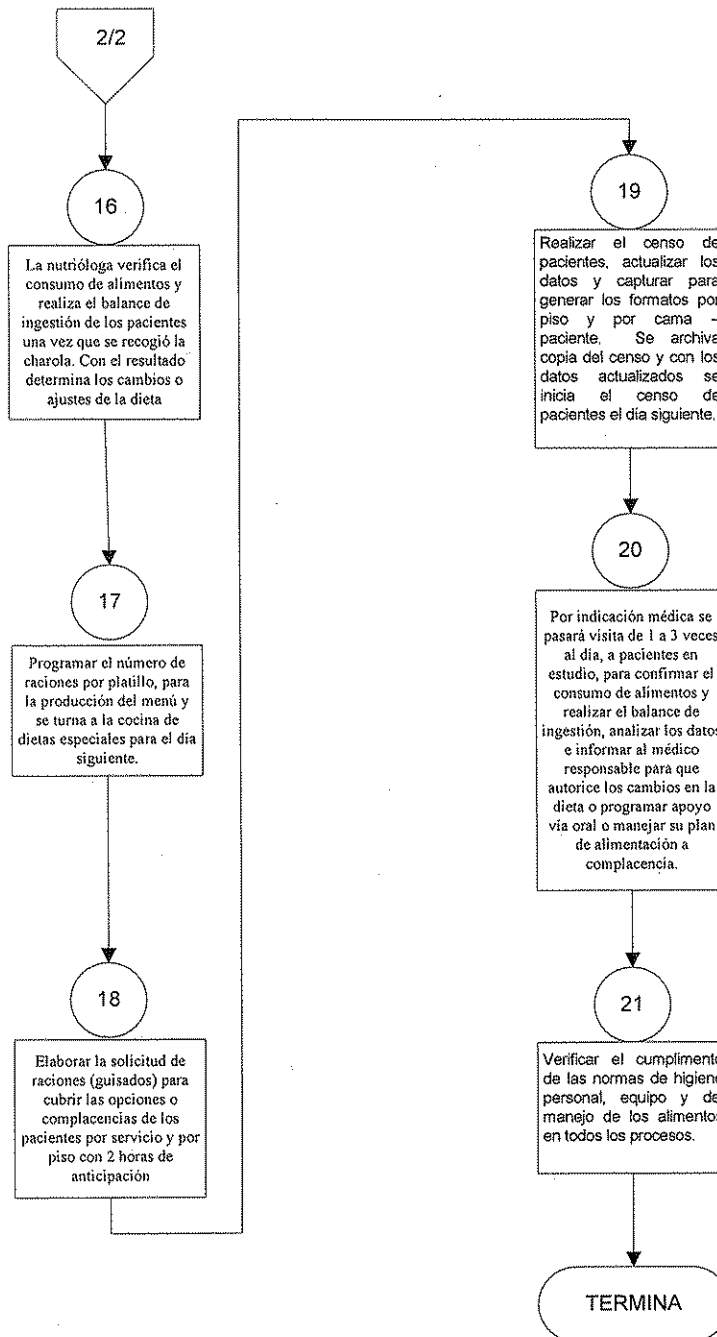 2/2
16
La nutrióloga verifica el
consumo de alimentos y
realiza el balance de
ingestión de los pacientes
una vez que se recogió la
charola. Con el resultado
determina los cambios o
ajustes de la dieta
17
Programar el número de
raciones por platillo, para
la producción del menú y
se turna a la cocina de
dietas especiales para el día
siguiente.
18
Elaborar la solicitud de
raciones (guisados) para
cubrir las opciones o
complacencias de los
pacientes por servicio y por
piso con 2 horas de
anticipación
19
Realizar el censo de
pacientes, actualizar los
datos y capturar para
generar los formatos por
piso y por cama –
paciente. Se archiva
copia del censo y con los
datos actualizados se
inicia el censo de
pacientes el día siguiente.
20
Por indicación médica se
pasará visita de 1 a 3 veces
al día, a pacientes en
estudio, para confirmar el
consumo de alimentos y
realizar el balance de
ingestión, analizar los datos
e informar al médico
responsable para que
autorice los cambios en la
dieta o programar apoyo
vía oral o manejar su plan
de alimentación a
complacencia.
21
Verificar el cumplimento
de las normas de higiene
personal, equipo y de
manejo de los alimentos
en todos los procesos.
TERMINA